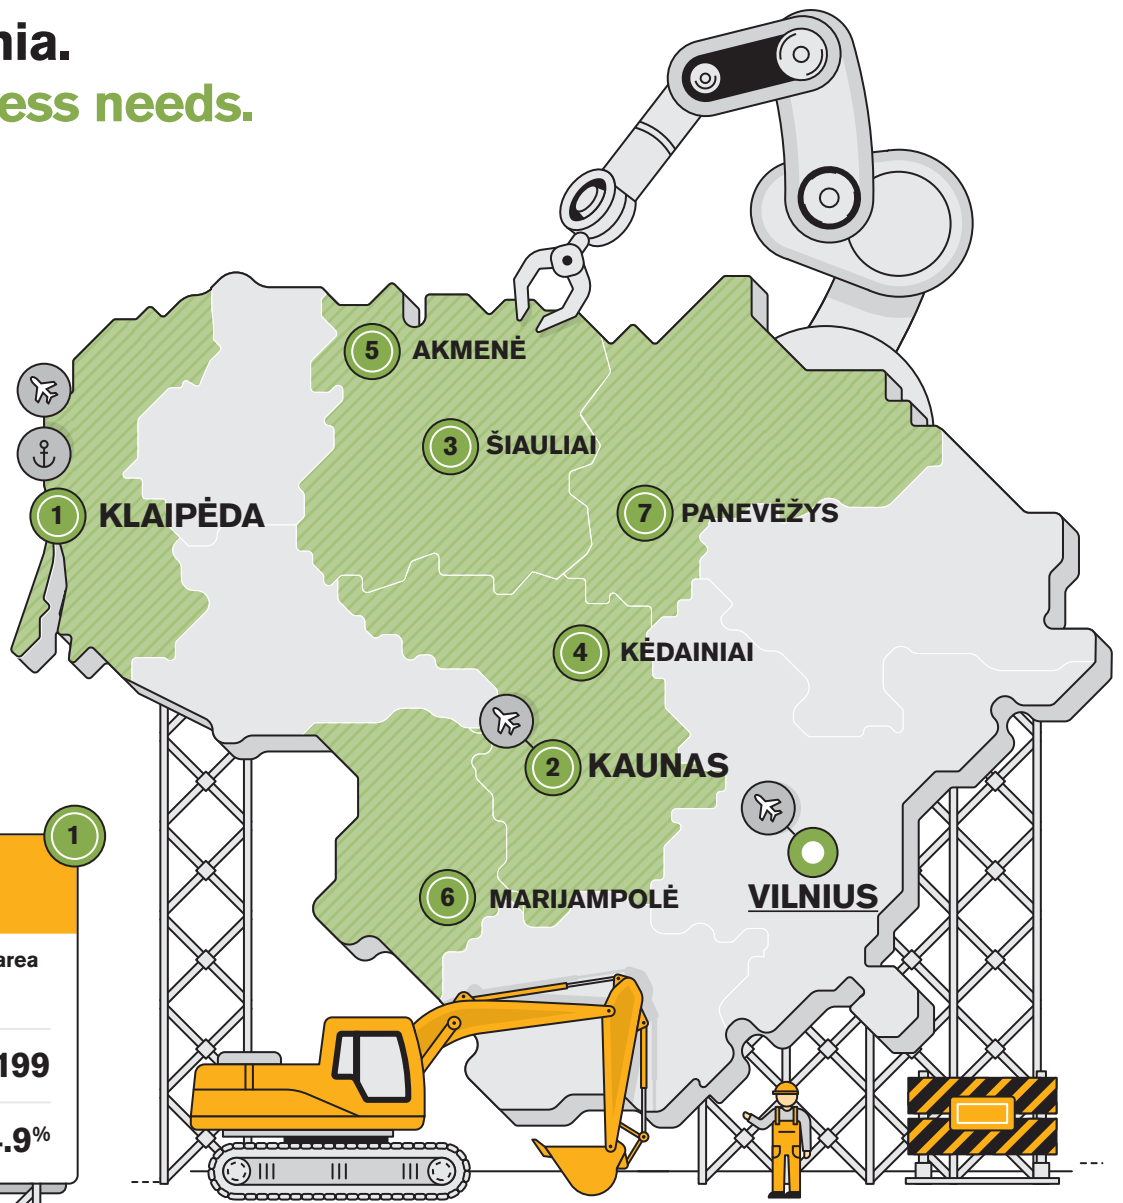 ess needs.
5 AKMENĖ
3 ŠIAULIAI
1 KLAIPĖDA
7 PANEVĖŽYS
4 KĖDAINIAI
2 KAUNAS
1
6 MARIJAMPOLĖ
VILNIUS
area
199
.9%